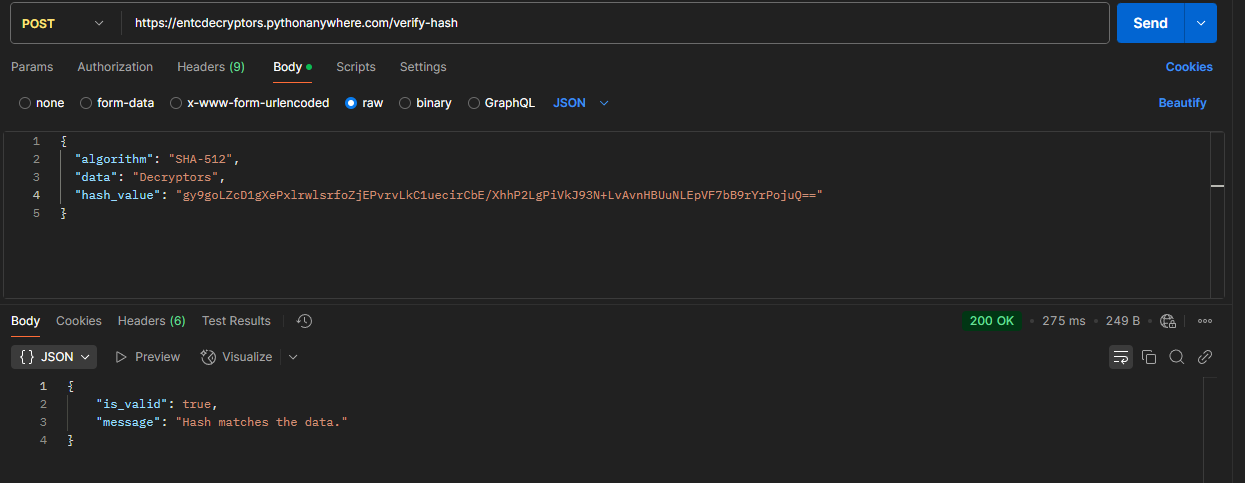 POST https://entcdecryptors.pythonanywhere.com/verify-hash Send
Params Authorization Headers (9) Body Scripts Settings Cookies
none form-data x-www-form-urlencoded raw binary GraphQL JSON Beautify
1 {
2 "algorithm": "SHA-512",
3 "data": "Decryptors",
4 "hash_value": "gy9goLZcD1gXePxlrwlsrfoZjEPvrvLkC1uecirCbE/XhhP2LgPiVkJ93N+LvAvnHBUuNLEpVF7bB9rYrPojuQ=="
5 }
Body Cookies Headers (6) Test Results 200 OK • 275 ms • 249 B
{} JSON Preview Visualize
1 {
2 "is_valid": true,
3 "message": "Hash matches the data."
4 }